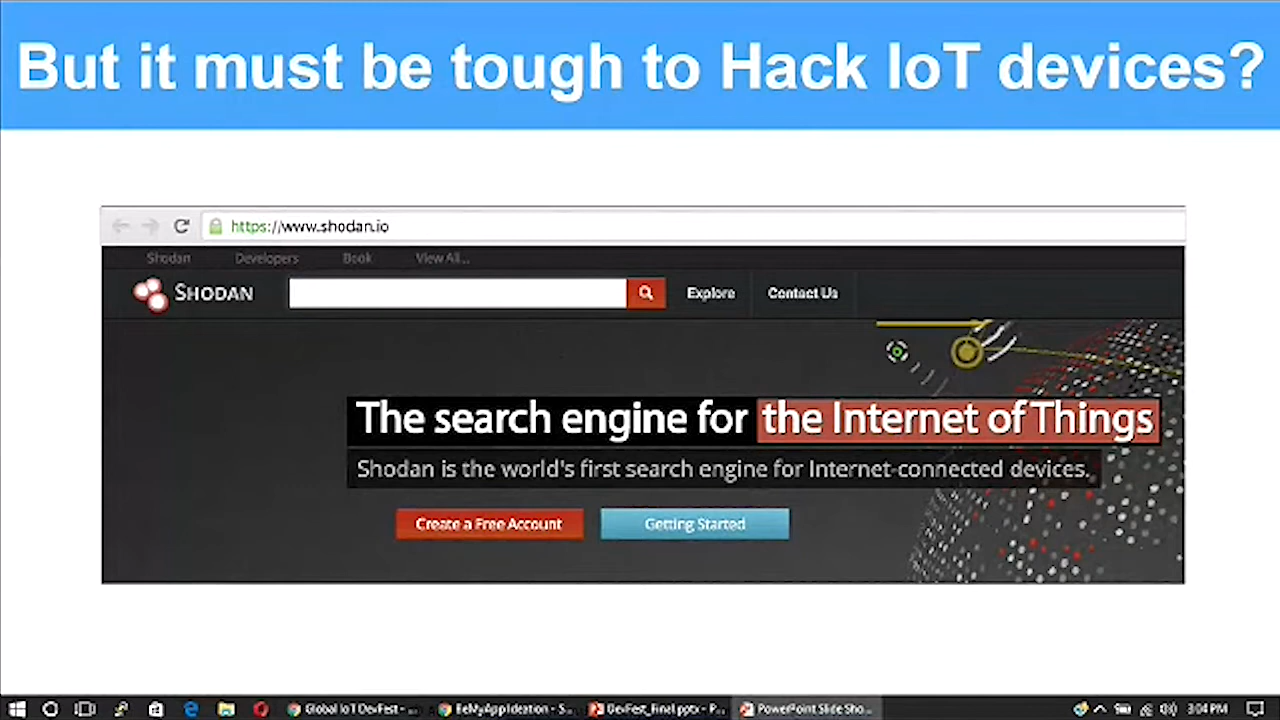 But it must be tough to Hack IoT devices?
https://www.shodan.io
Shodan Developers Book View All...
SHODAN Explore Contact Us
The search engine for the Internet of Things
Shodan is the world's first search engine for Internet-connected devices.
Create a Free Account Getting Started
Global IoT DevFest - ... BeMyAppIdeation - S... DevFest_Final.pptx - P... PowerPoint Slide Sho... 3:04 PM